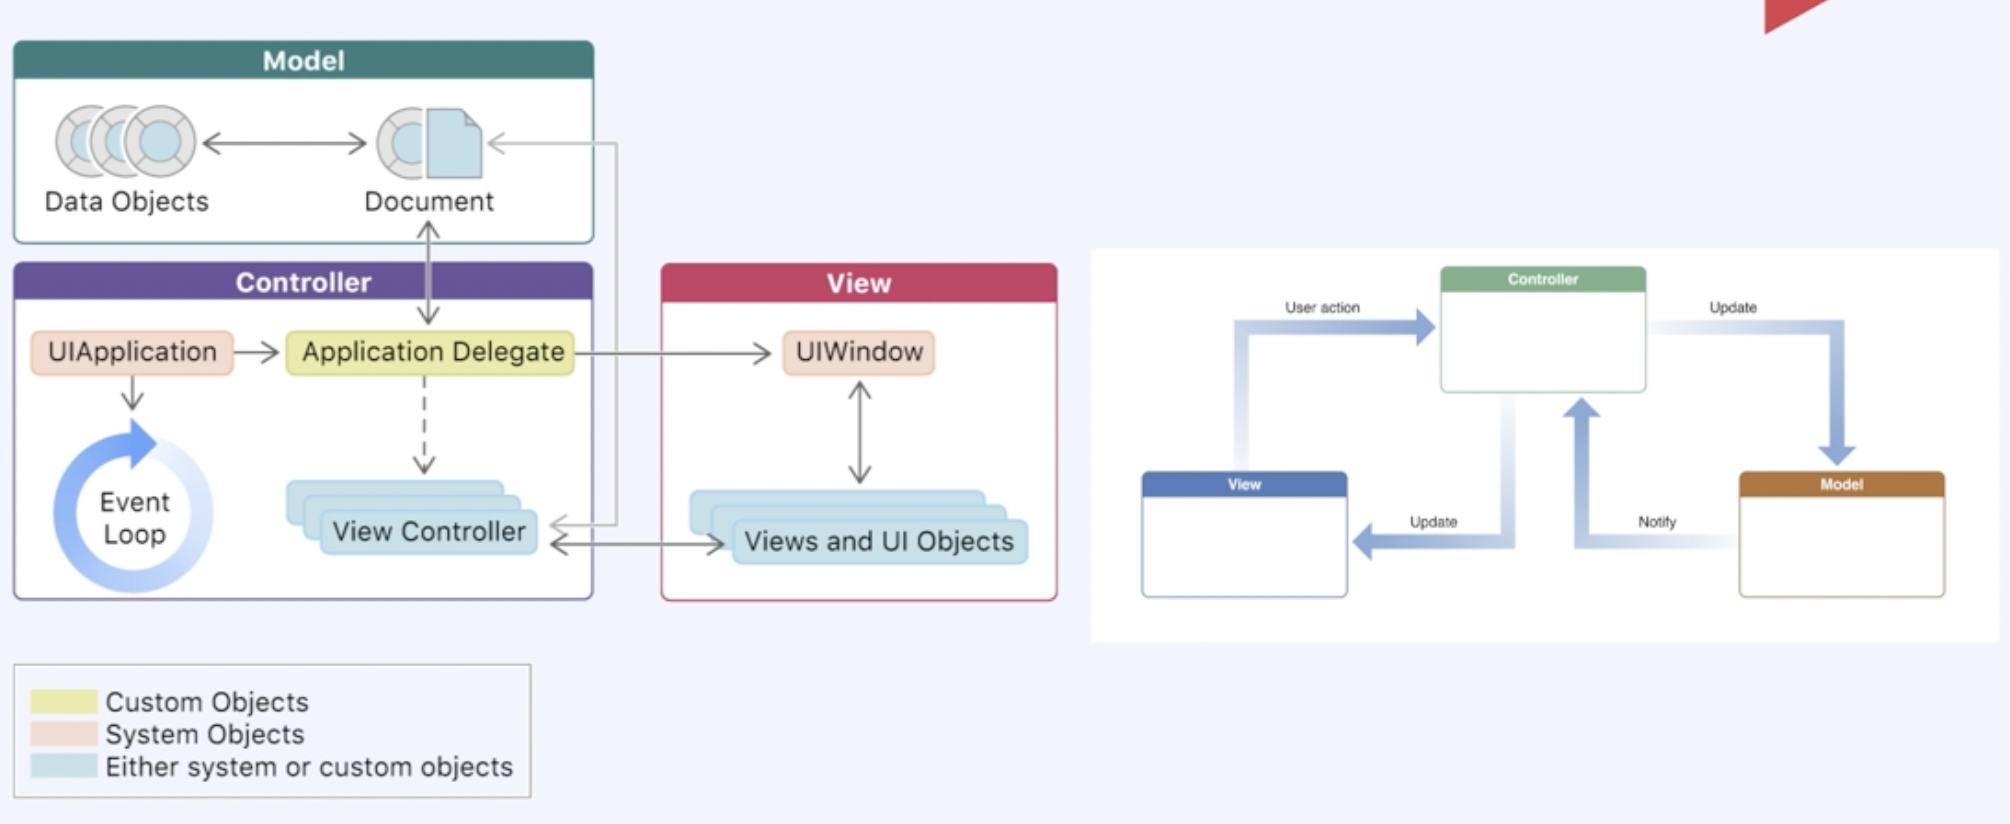 Model
Data Objects
Document
Controller
UIApplication
Application Delegate
Event
Loop
View Controller
View
UIWindow
Views and UI Objects
Custom Objects
System Objects
Either system or custom objects
Controller
User action
Update
View
Update
Notify
Model